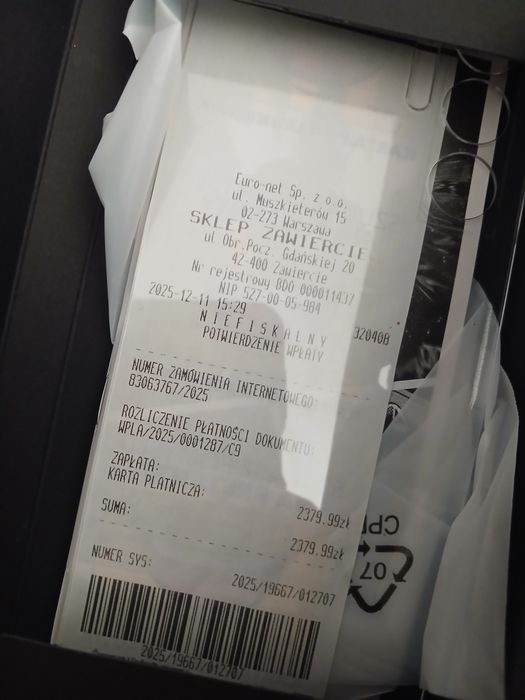 Euro-net Sp. z o.o.
ul. Muszkieterów 15
02-273 Warszawa
SKLEP ZAWIERCIE
ul Obr.Pocz. Gdańskiej 20
42-400 Zawiercie
Nr rejestrowy BDO 000011437
NIP 527-00-05-984
2025-12-11 15:29 320408
N I E F I S K A L N Y
POTWIERDZENIE WPŁATY
NUMER ZAMÓWIENIA INTERNETOWEGO:
83063767/2025
ROZLICZENIE PŁATNOŚCI DOKUMENTU:
WPLA/2025/0001287/C9
ZAPŁATA:
KARTA PŁATNICZA: 2379.99zł
SUMA: 2379.99zł
NUMER SYS: 2025/19667/012707
2025/19667/012707
07